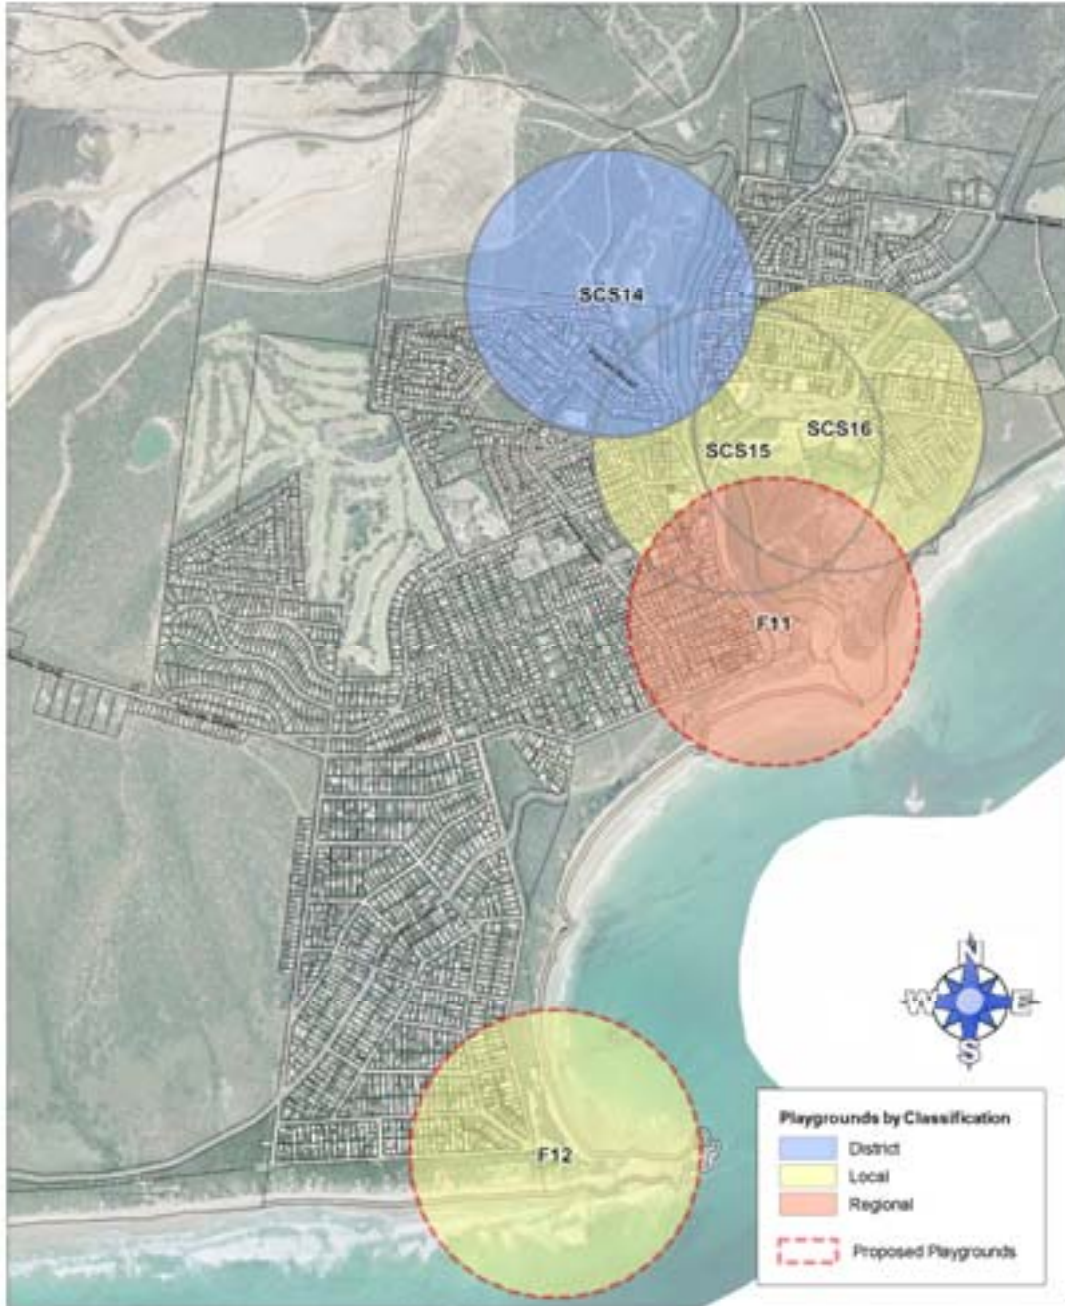 SCS14
SCS16
SCS15
F11
F12
N
W E
S
Playgrounds by Classification
District
Local
Regional
Proposed Playgrounds